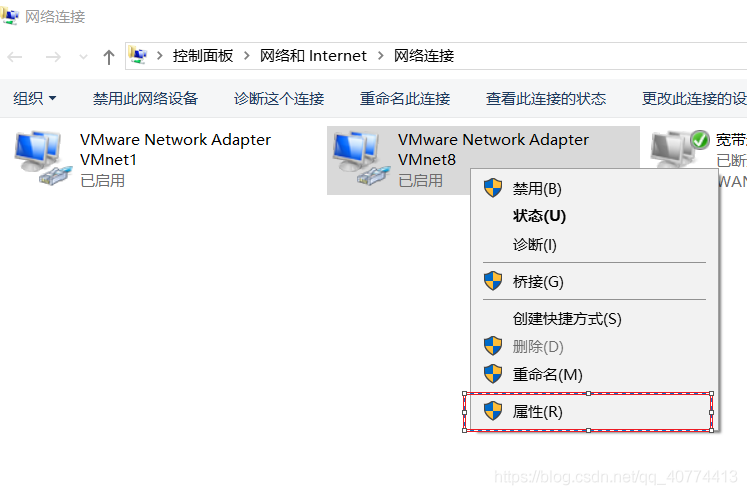 网络连接
控制面板 > 网络和 Internet > 网络连接
组织 禁用此网络设备 诊断这个连接 重命名此连接 查看此连接的状态 更改此连接的设
VMware Network Adapter
VMnet1
已启用
VMware Network Adapter
VMnet8
已启用
宽带
已断
WAN
禁用(B)
状态(U)
诊断(I)
桥接(G)
创建快捷方式(S)
删除(D)
重命名(M)
属性(R)
https://blog.csdn.net/qq_40774413